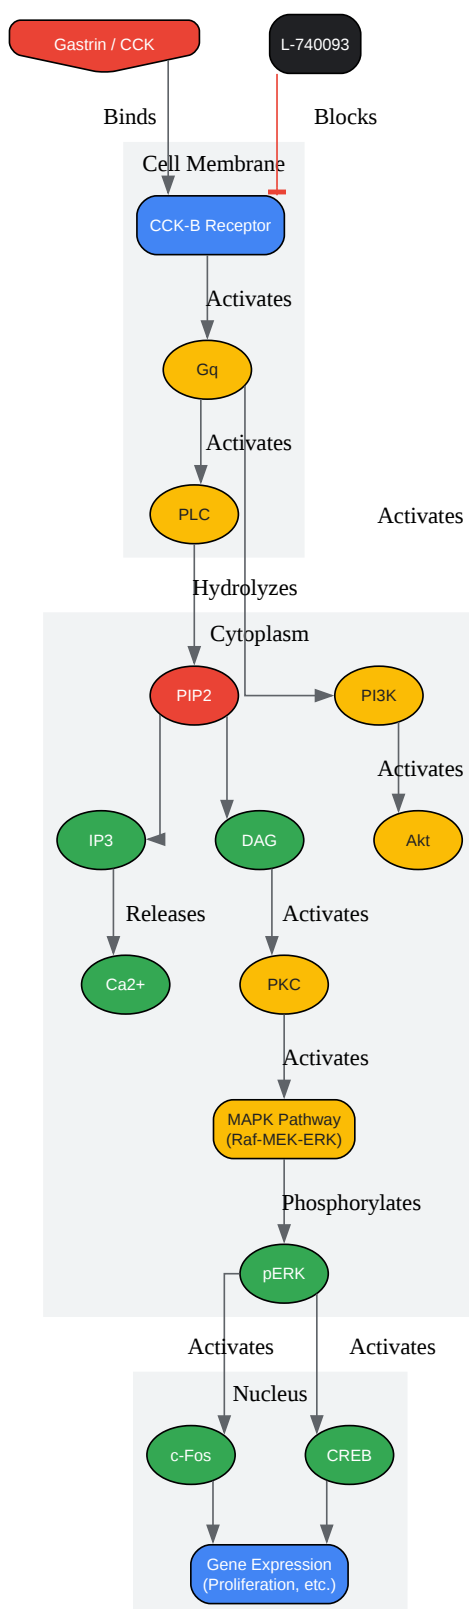 Gastrin / CCK
L-740093
Binds
Blocks
Cell Membrane
CCK-B Receptor
Activates
Gq
Activates
PLC
Activates
Hydrolyzes
Cytoplasm
PIP2
PI3K
Activates
IP3
DAG
Akt
Releases
Activates
Ca2+
PKC
Activates
MAPK Pathway
(Raf-MEK-ERK)
Phosphorylates
pERK
Activates
Activates
Nucleus
c-Fos
CREB
Gene Expression
(Proliferation, etc.)